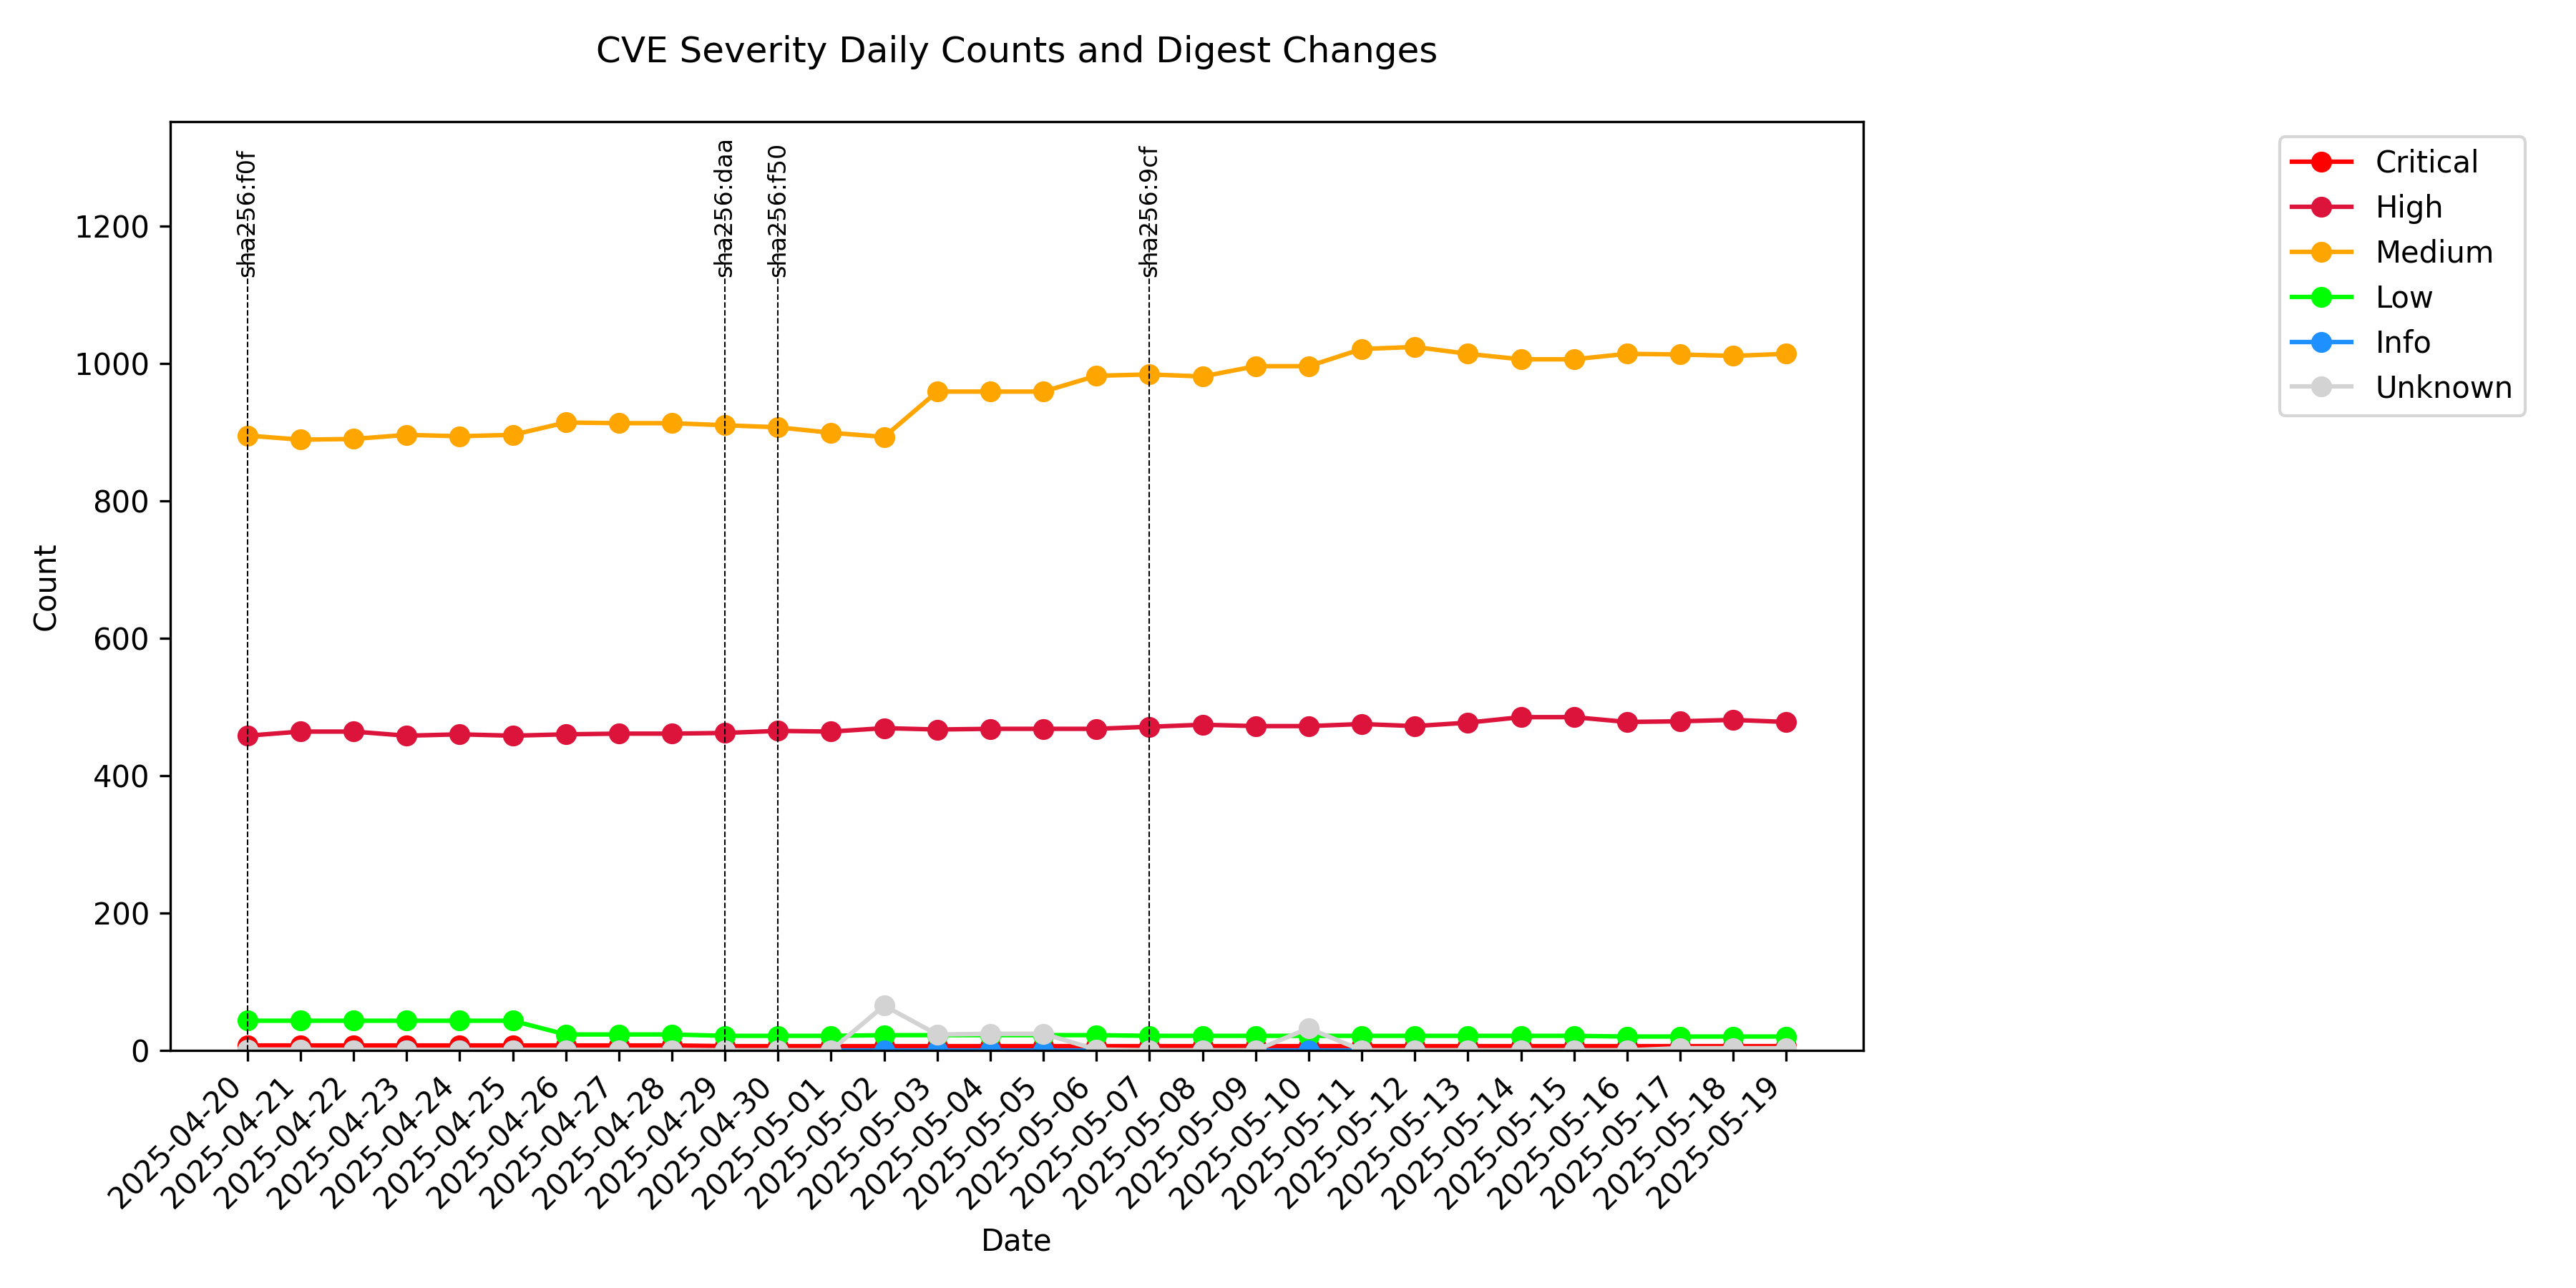 CVE Severity Daily Counts and Digest Changes
sha256:f0f
sha256:daa
sha256:f50
sha256:9cf
Critical
High
Medium
Low
Info
Unknown
Count
1200
1000
800
600
400
200
0
2025-04-20
2025-04-21
2025-04-22
2025-04-23
2025-04-24
2025-04-25
2025-04-26
2025-04-27
2025-04-28
2025-04-29
2025-04-30
2025-05-01
2025-05-02
2025-05-03
2025-05-04
2025-05-05
2025-05-06
2025-05-07
2025-05-08
2025-05-09
2025-05-10
2025-05-11
2025-05-12
2025-05-13
2025-05-14
2025-05-15
2025-05-16
2025-05-17
2025-05-18
2025-05-19
Date